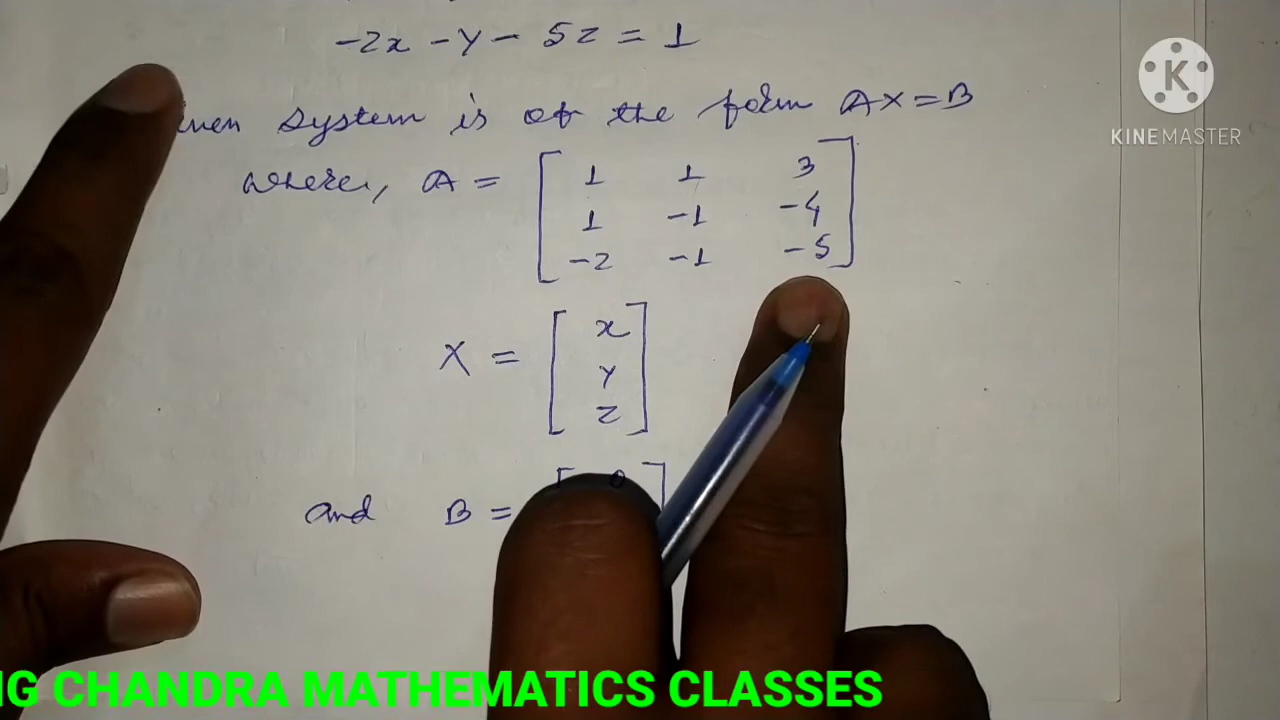 -2x - y - 5z = 1
system is of the form AX = B
where, A = [ 1 1 3
1 -1 -4
-2 -1 -5 ]
X = [ x
y
z ]
and B = [ 0 ]
K
KINEMASTER
CHANDRA MATHEMATICS CLASSES